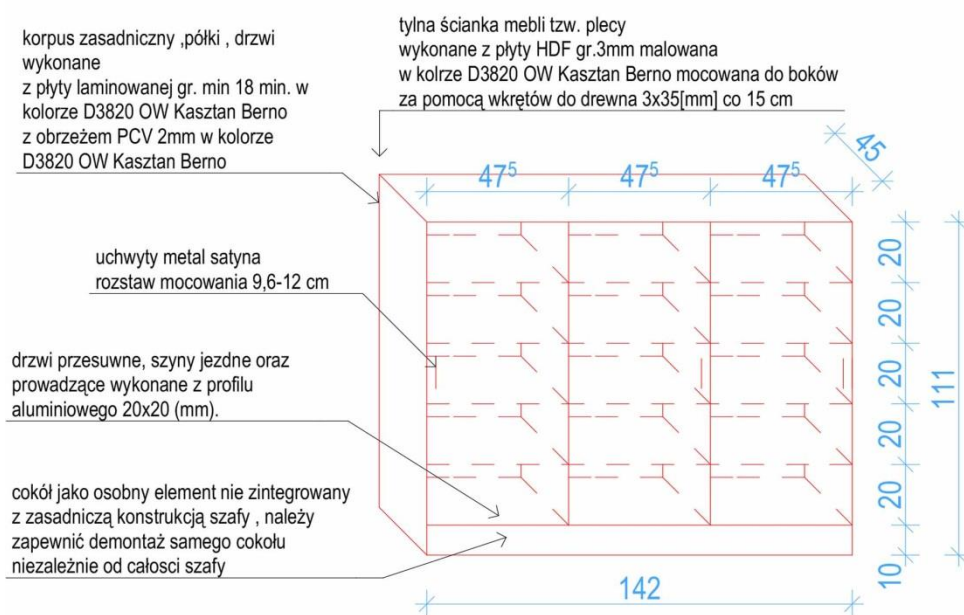 korpus zasadniczy ,półki , drzwi
wykonane
z płyty laminowanej gr. min 18 min. w
kolorze D3820 OW Kasztan Berno
z obrzeżem PCV 2mm w kolorze
D3820 OW Kasztan Berno
tylna ścianka mebli tzw. plecy
wykonane z płyty HDF gr.3mm malowana
w kolrze D3820 OW Kasztan Berno mocowana do boków
za pomocą wkrętów do drewna 3x35[mm] co 15 cm
45
47⁵ 47⁵ 47⁵
uchwyty metal satyna
rozstaw mocowania 9,6-12 cm
drzwi przesuwne, szyny jezdne oraz
prowadzące wykonane z profilu
aluminiowego 20x20 (mm).
cokół jako osobny element nie zintegrowany
z zasadniczą konstrukcją szafy , należy
zapewnić demontaż samego cokołu
niezależnie od całosci szafy
20
20
20
20
20
10
111
142